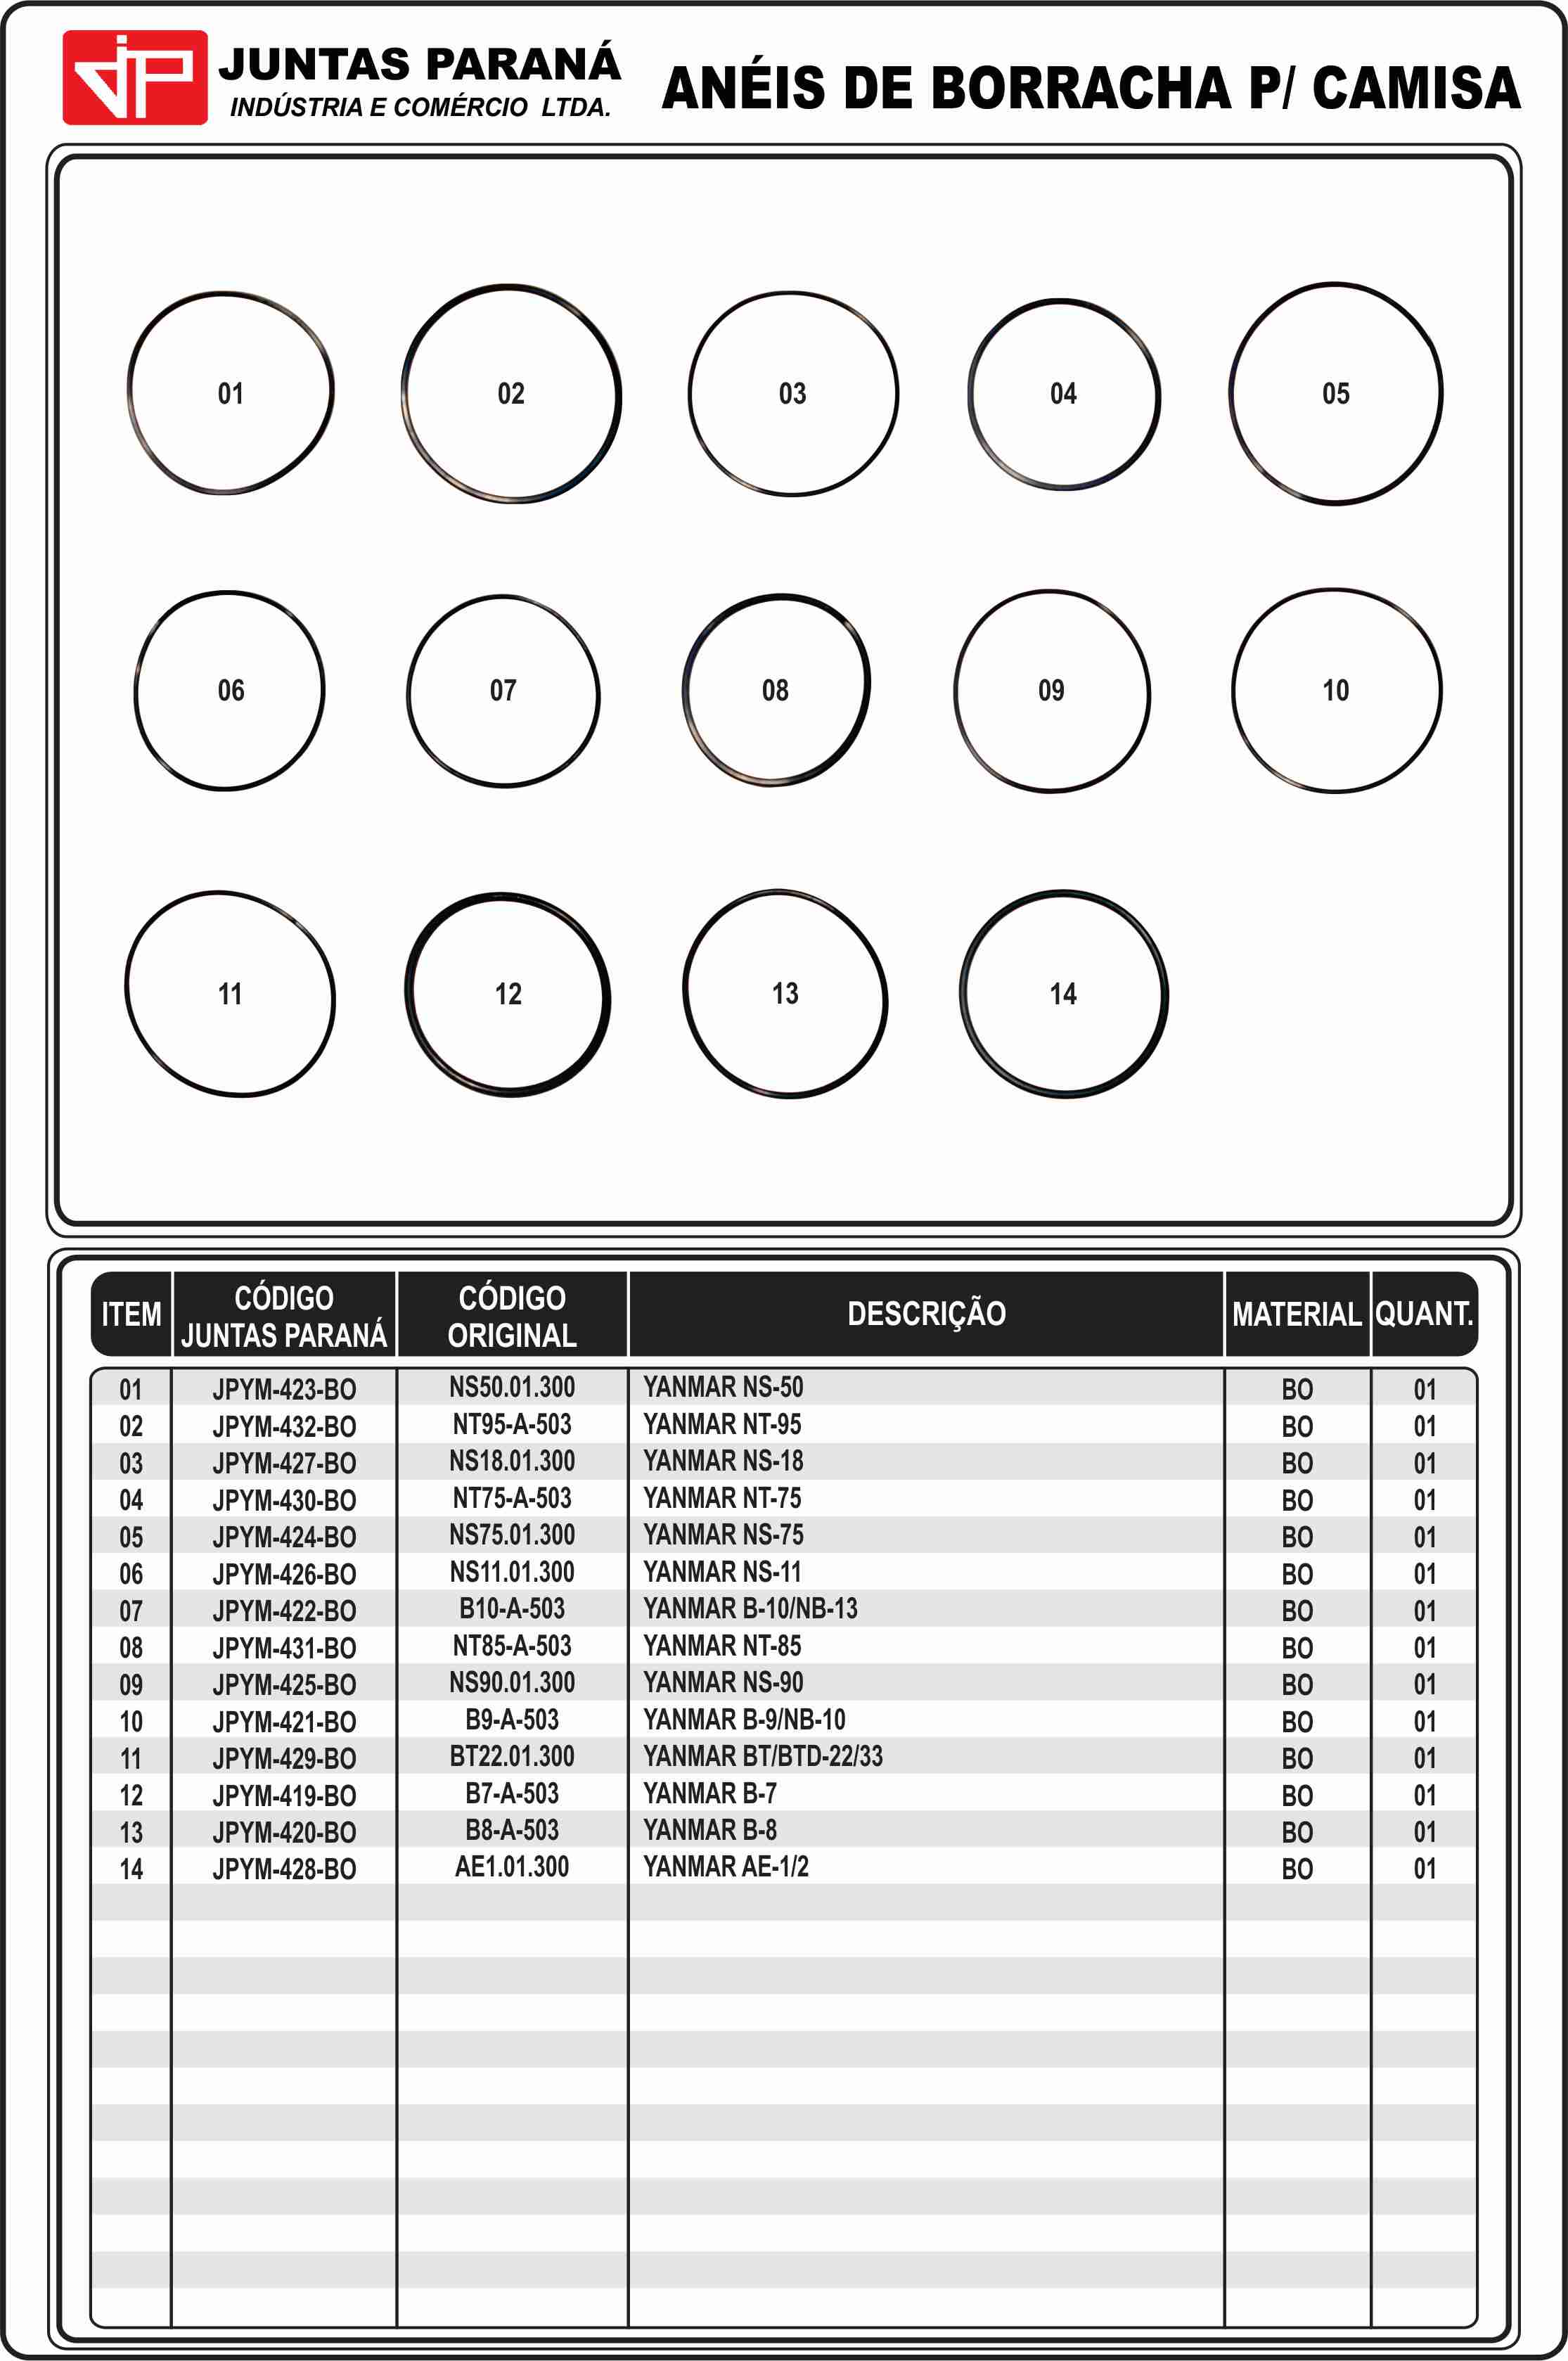 JP
JUNTAS PARANÁ
INDÚSTRIA E COMÉRCIO LTDA.
ANÉIS DE BORRACHA P/ CAMISA
01 02 03 04 05
06 07 08 09 10
11 12 13 14
ITEM CÓDIGO JUNTAS PARANÁ CÓDIGO ORIGINAL DESCRIÇÃO MATERIAL QUANT.
01 JPYM-423-BO NS50.01.300 YANMAR NS-50 BO 01
02 JPYM-432-BO NT95-A-503 YANMAR NT-95 BO 01
03 JPYM-427-BO NS18.01.300 YANMAR NS-18 BO 01
04 JPYM-430-BO NT75-A-503 YANMAR NT-75 BO 01
05 JPYM-424-BO NS75.01.300 YANMAR NS-75 BO 01
06 JPYM-426-BO NS11.01.300 YANMAR NS-11 BO 01
07 JPYM-422-BO B10-A-503 YANMAR B-10/NB-13 BO 01
08 JPYM-431-BO NT85-A-503 YANMAR NT-85 BO 01
09 JPYM-425-BO NS90.01.300 YANMAR NS-90 BO 01
10 JPYM-421-BO B9-A-503 YANMAR B-9/NB-10 BO 01
11 JPYM-429-BO BT22.01.300 YANMAR BT/BTD-22/33 BO 01
12 JPYM-419-BO B7-A-503 YANMAR B-7 BO 01
13 JPYM-420-BO B8-A-503 YANMAR B-8 BO 01
14 JPYM-428-BO AE1.01.300 YANMAR AE-1/2 BO 01